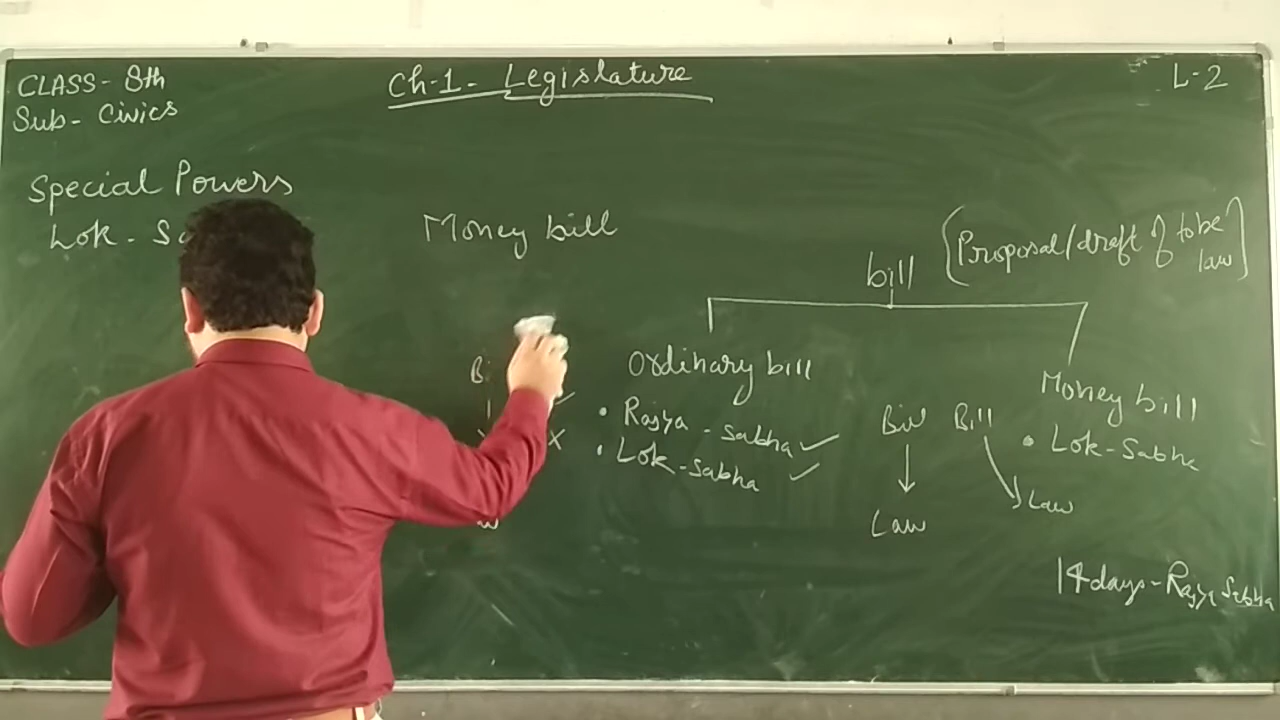 CLASS- 8th
Sub- Civics
Ch-1- Legislature
L-2
Special Powers
Lok-
Money bill
bill
{Proposal/draft of to be
law}
Ordinary bill
• Rajya - Sabha ✓
• Lok-Sabha ✓
Bill
Law
Bill
Law
Money bill
• Lok-Sabha
14 days- Rajya Sabha